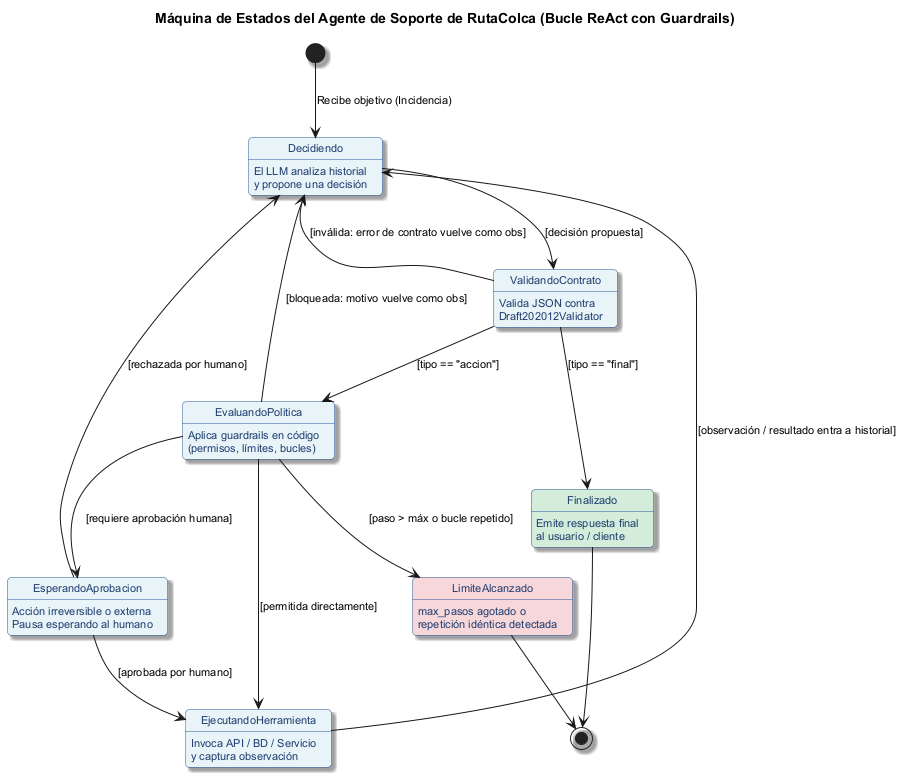 Máquina de Estados del Agente de Soporte de RutaColca (Bucle ReAct con Guardrails)
Recibe objetivo (Incidencia)
Decidiendo
El LLM analiza historial
y propone una decisión
[inválida: error de contrato vuelve como obs]
[decisión propuesta]
ValidandoContrato
Valida JSON contra
Draft202012Validator
[bloqueada: motivo vuelve como obs]
[rechazada por humano]
[tipo == "accion"]
[tipo == "final"]
EvaluandoPolitica
Aplica guardrails en código
(permisos, límites, bucles)
[observación / resultado entra a historial]
[requiere aprobación humana]
[paso > máx o bucle repetido]
Finalizado
Emite respuesta final
al usuario / cliente
EsperandoAprobacion
Acción irreversible o externa
Pausa esperando al humano
[permitida directamente]
LimiteAlcanzado
max_pasos agotado o
repetición idéntica detectada
[aprobada por humano]
EjecutandoHerramienta
Invoca API / BD / Servicio
y captura observación